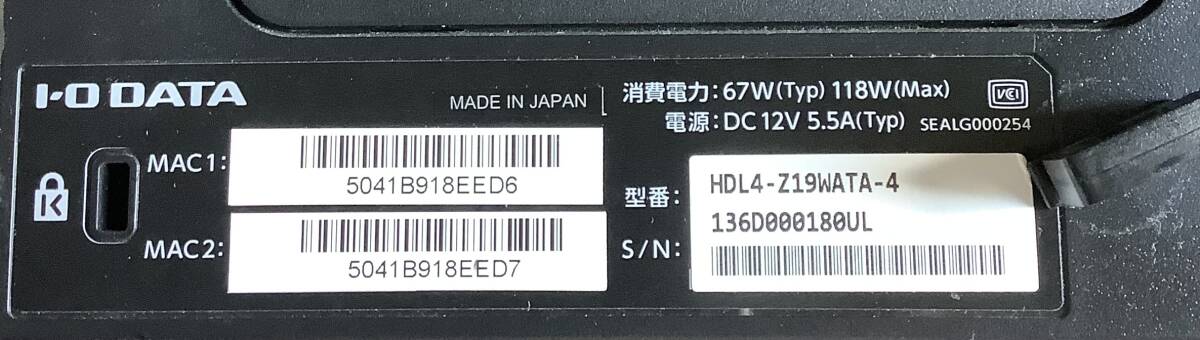 I-O DATA
MADE IN JAPAN
消費電力:67W(Typ) 118W(Max)
電源:DC 12V 5.5A(Typ) SEALG000254
VCI
MAC1:
5041B918EED6
MAC2:
5041B918EED7
型番:
HDL4-Z19WATA-4
136D000180UL
S/N:
K